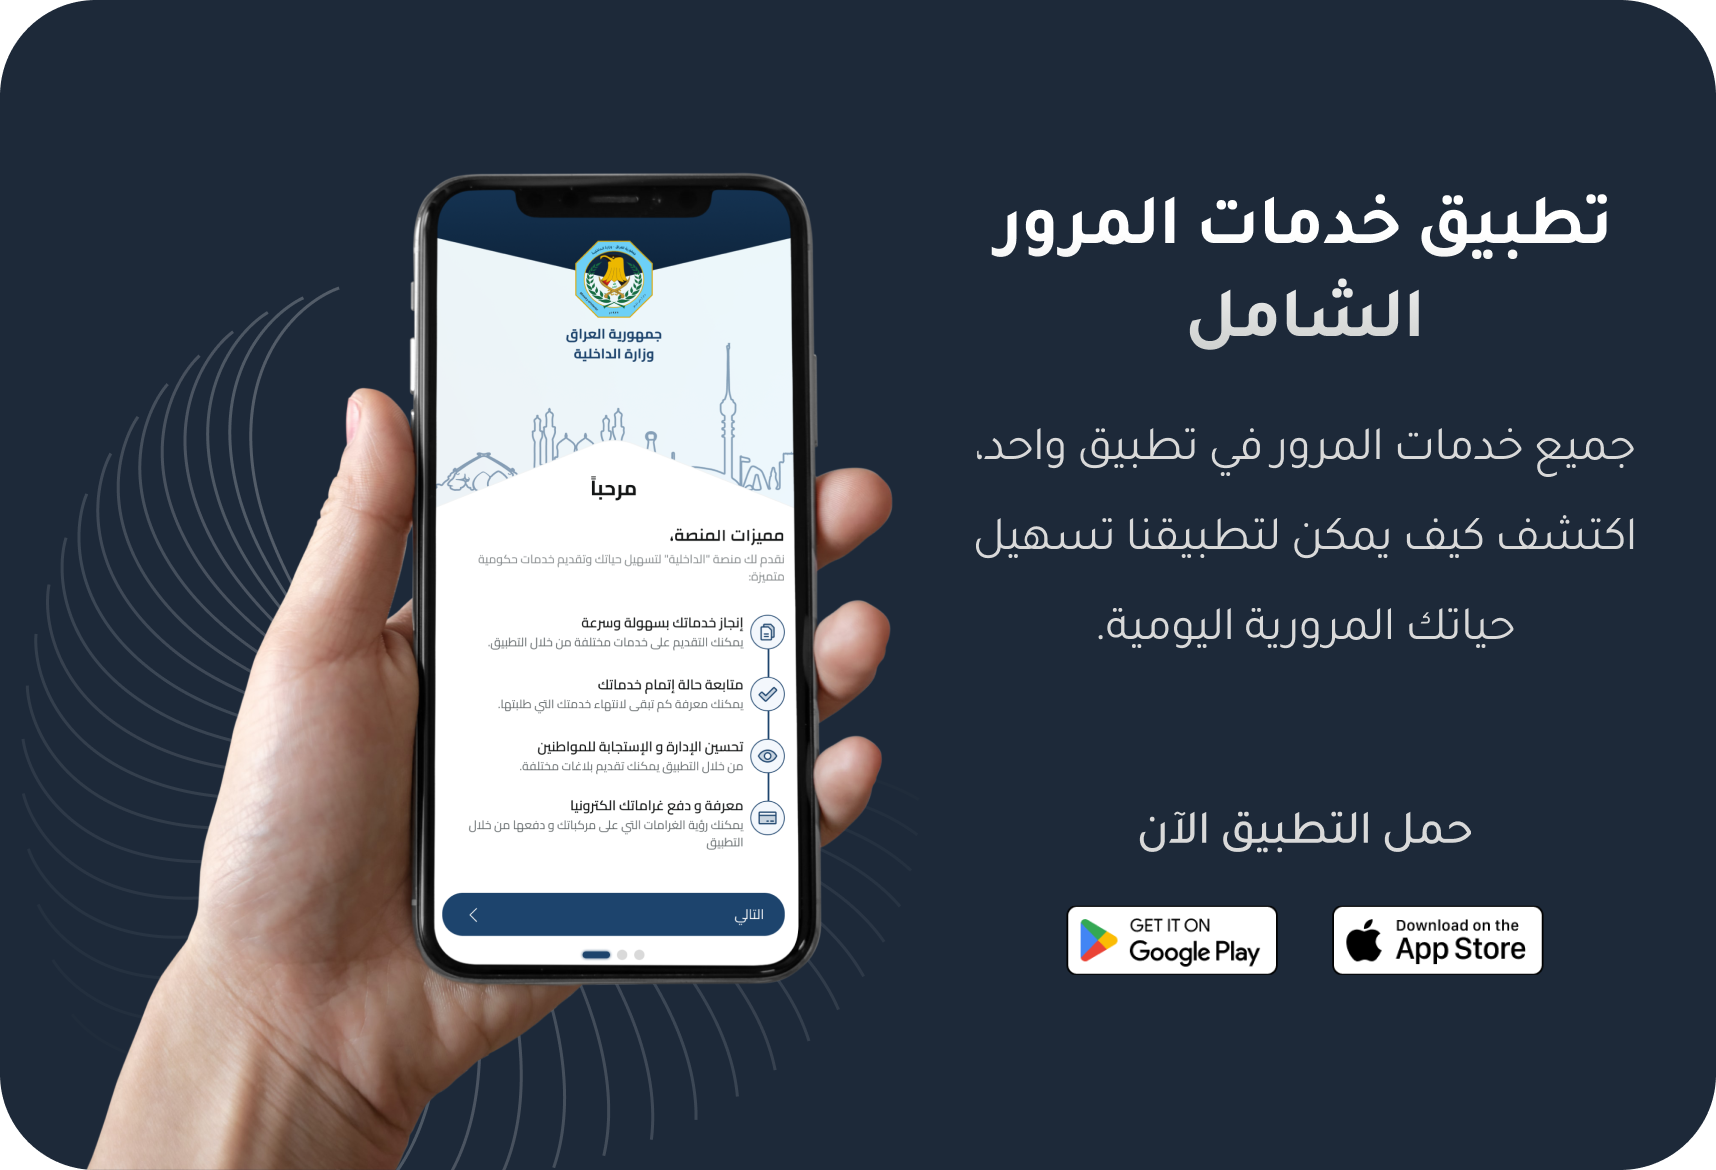 تطبيق خدمات المرور
الشامل
جميع خدمات المرور في تطبيق واحد،
اكتشف كيف يمكن لتطبيقنا تسهيل
حياتك المرورية اليومية.
حمل التطبيق الآن
GET IT ON
Google Play
Download on the
App Store
جمهورية العراق
وزارة الداخلية
مرحباً
مميزات المنصة،
نقدم لك منصة "الداخلية" لتسهيل حياتك وتقديم خدمات حكومية
متميزة:
إنجاز خدماتك بسهولة وسرعة
يمكنك التقديم على خدمات مختلفة من خلال التطبيق.
متابعة حالة إتمام خدماتك
يمكنك معرفة كم تبقى لانتهاء خدمتك التي طلبتها.
تحسين الإدارة و الإستجابة للمواطنين
من خلال التطبيق يمكنك تقديم بلاغات مختلفة.
معرفة و دفع غراماتك الكترونيا
يمكنك رؤية الغرامات التي على مركباتك و دفعها من خلال
التطبيق
التالي